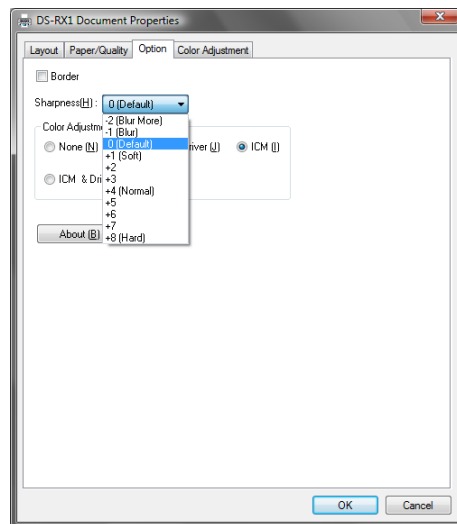 DS-RX1 Document Properties
Layout Paper/Quality Option Color Adjustment
Border
Sharpness(H) : 0 (Default)
-2 (Blur More)
-1 (Blur)
0 (Default)
+1 (Soft)
+2
+3
+4 (Normal)
+5
+6
+7
+8 (Hard)
Color Adjustm
None (N) river (J) ICM (I)
ICM & Dri
About (B)
OK Cancel